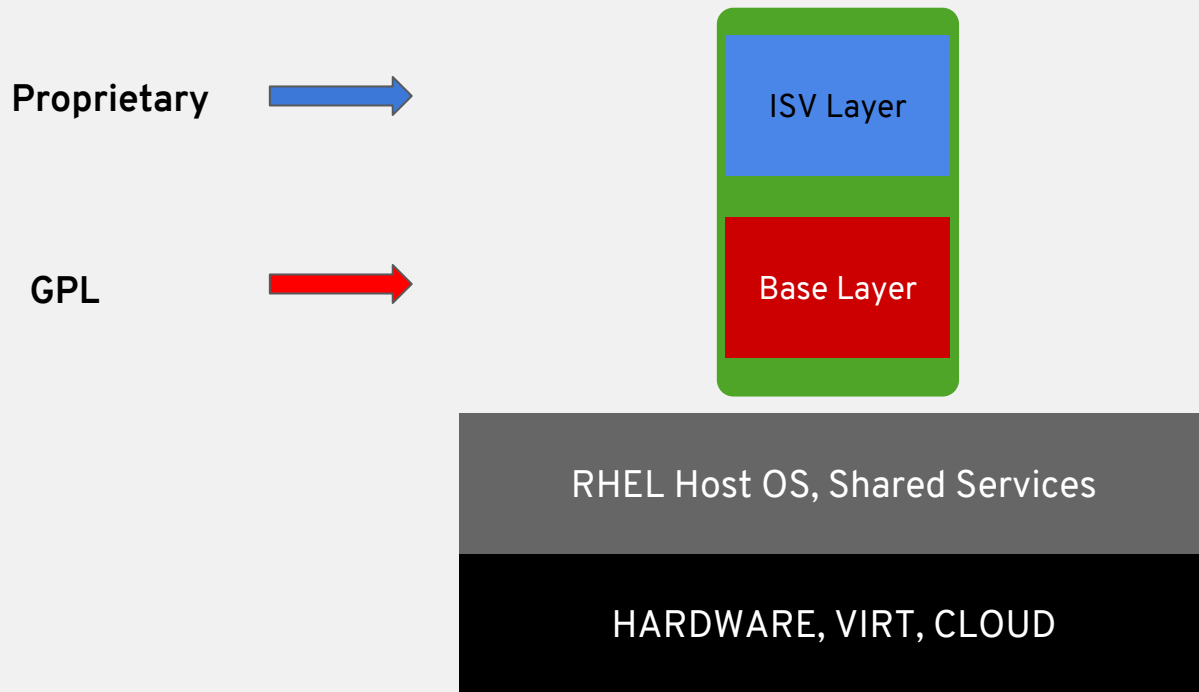 Proprietary
ISV Layer
GPL
Base Layer
RHEL Host OS, Shared Services
HARDWARE, VIRT, CLOUD